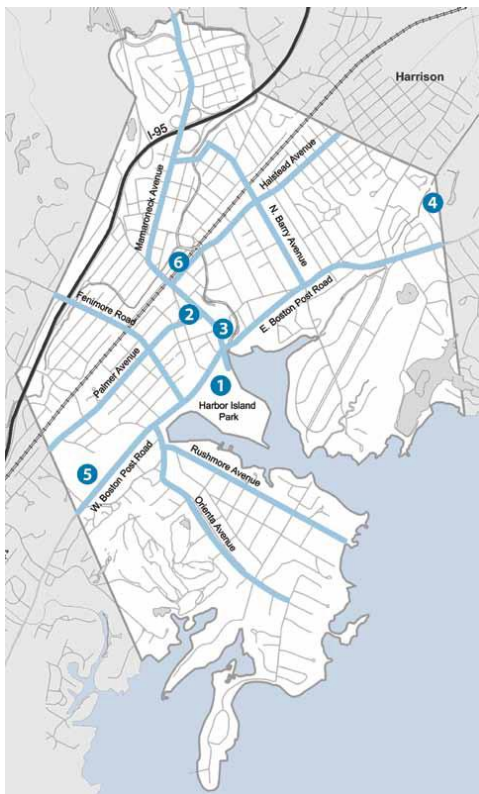 Harrison
I-95
Mamaroneck Avenue
Halstead Avenue
4
N. Barry Avenue
6
Fenimore Road
E. Boston Post Road
2
3
Palmer Avenue
1
Harbor Island
Park
5
W. Boston Post Road
Rushmore Avenue
Orienta Avenue